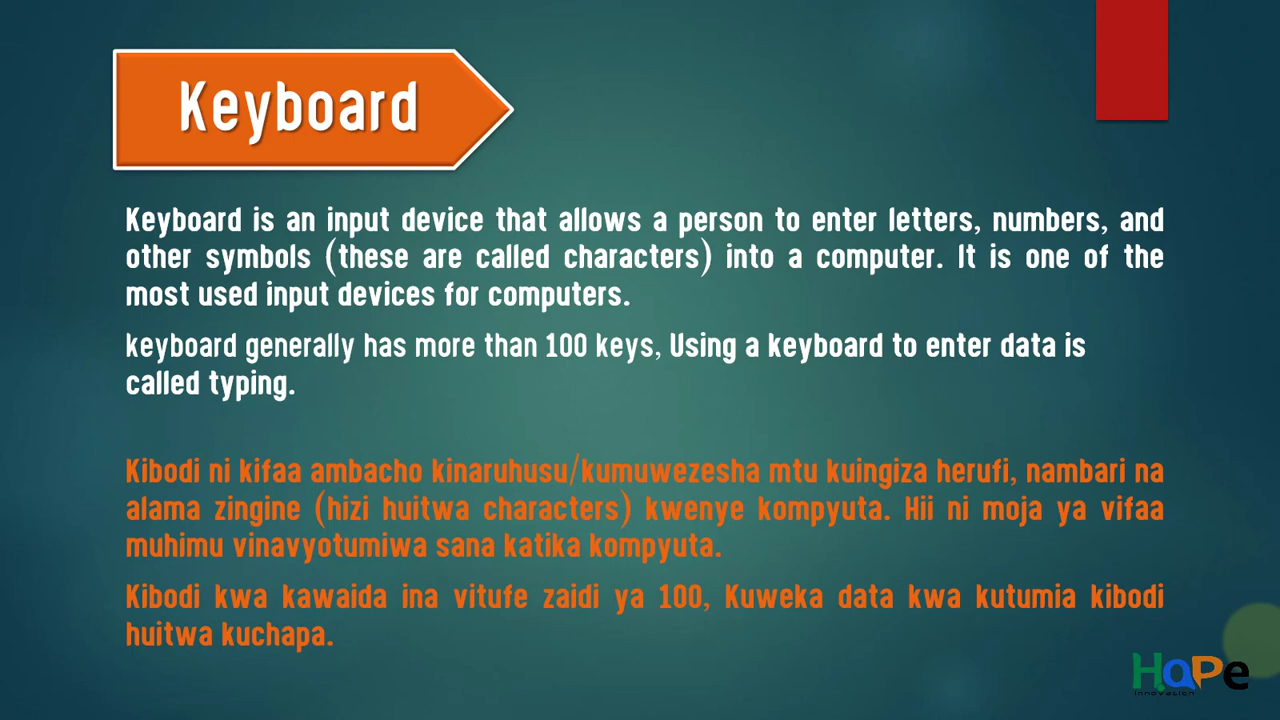 Keyboard
Keyboard is an input device that allows a person to enter letters, numbers, and
other symbols (these are called characters) into a computer. It is one of the
most used input devices for computers.
keyboard generally has more than 100 keys, Using a keyboard to enter data is
called typing.
Kibodi ni kifaa ambacho kinaruhusu/kumuwezesha mtu kuingiza herufi, nambari na
alama zingine (hizi huitwa characters) kwenye kompyuta. Hii ni moja ya vifaa
muhimu vinavyotumiwa sana katika kompyuta.
Kibodi kwa kawaida ina vitufe zaidi ya 100, Kuweka data kwa kutumia kibodi
huitwa kuchapa.
HaPe
Innovation